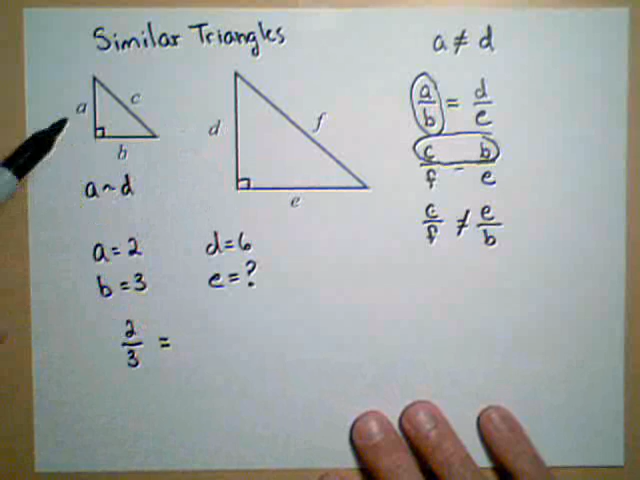 Similar Triangles
a ≠ d
a/b = d/e
c/f = b/e
c/f ≠ e/b
a
c
b
d
f
e
a ~ d
a = 2
d = 6
b = 3
e = ?
2/3 =